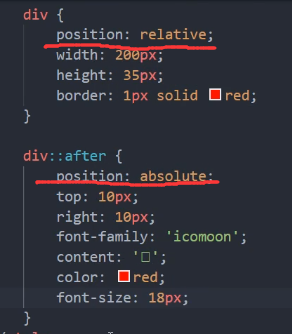 div {
position: relative;
width: 200px;
height: 35px;
border: 1px solid red;
}
div::after {
position: absolute;
top: 10px;
right: 10px;
font-family: 'icomoon';
content: '□';
color: red;
font-size: 18px;
}